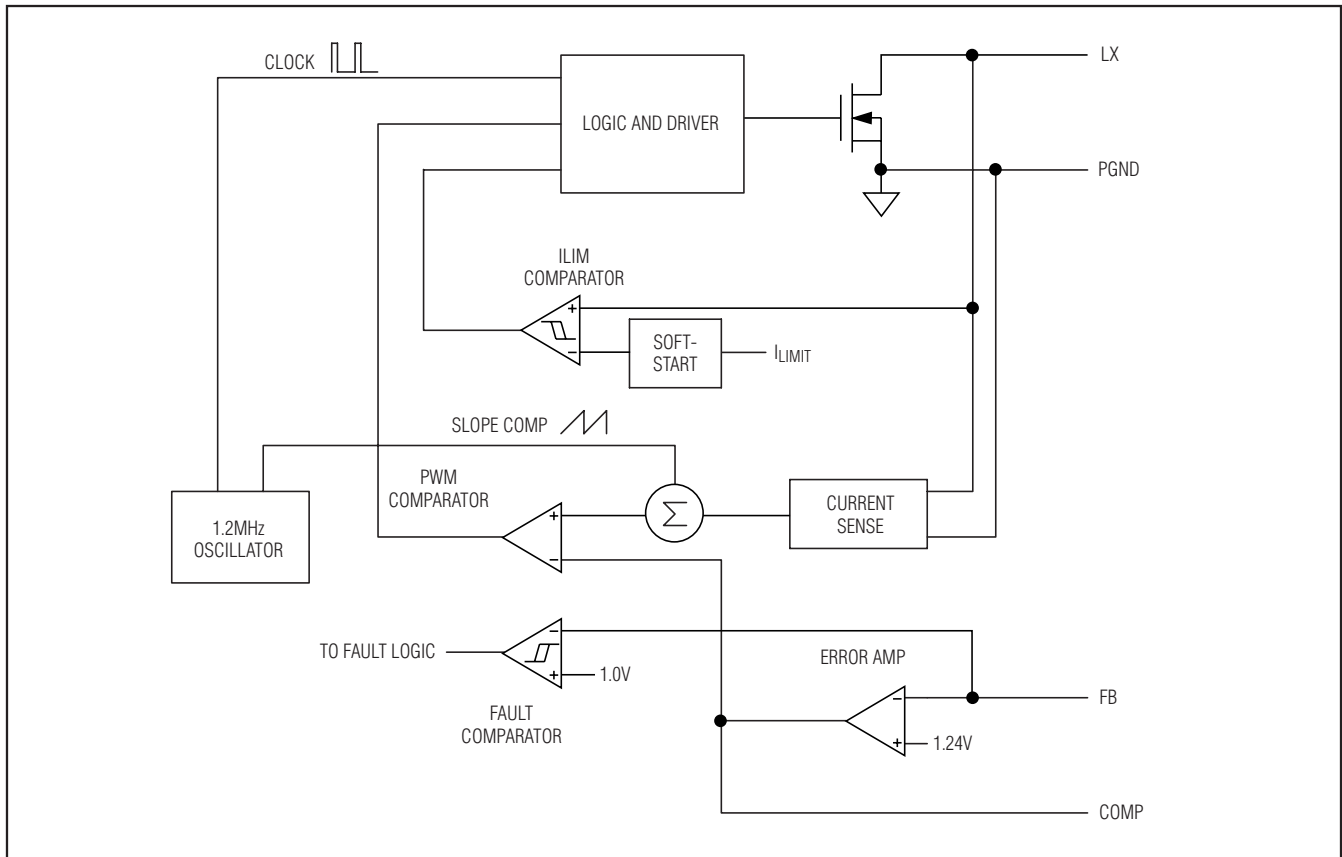 CLOCK
LX
LOGIC AND DRIVER
PGND
ILIM
COMPARATOR
+
−
SOFT-
START
ILIMIT
SLOPE COMP
PWM
COMPARATOR
1.2MHz
OSCILLATOR
+
−
Σ
CURRENT
SENSE
TO FAULT LOGIC
−
+
1.0V
FAULT
COMPARATOR
ERROR AMP
−
+
1.24V
FB
COMP